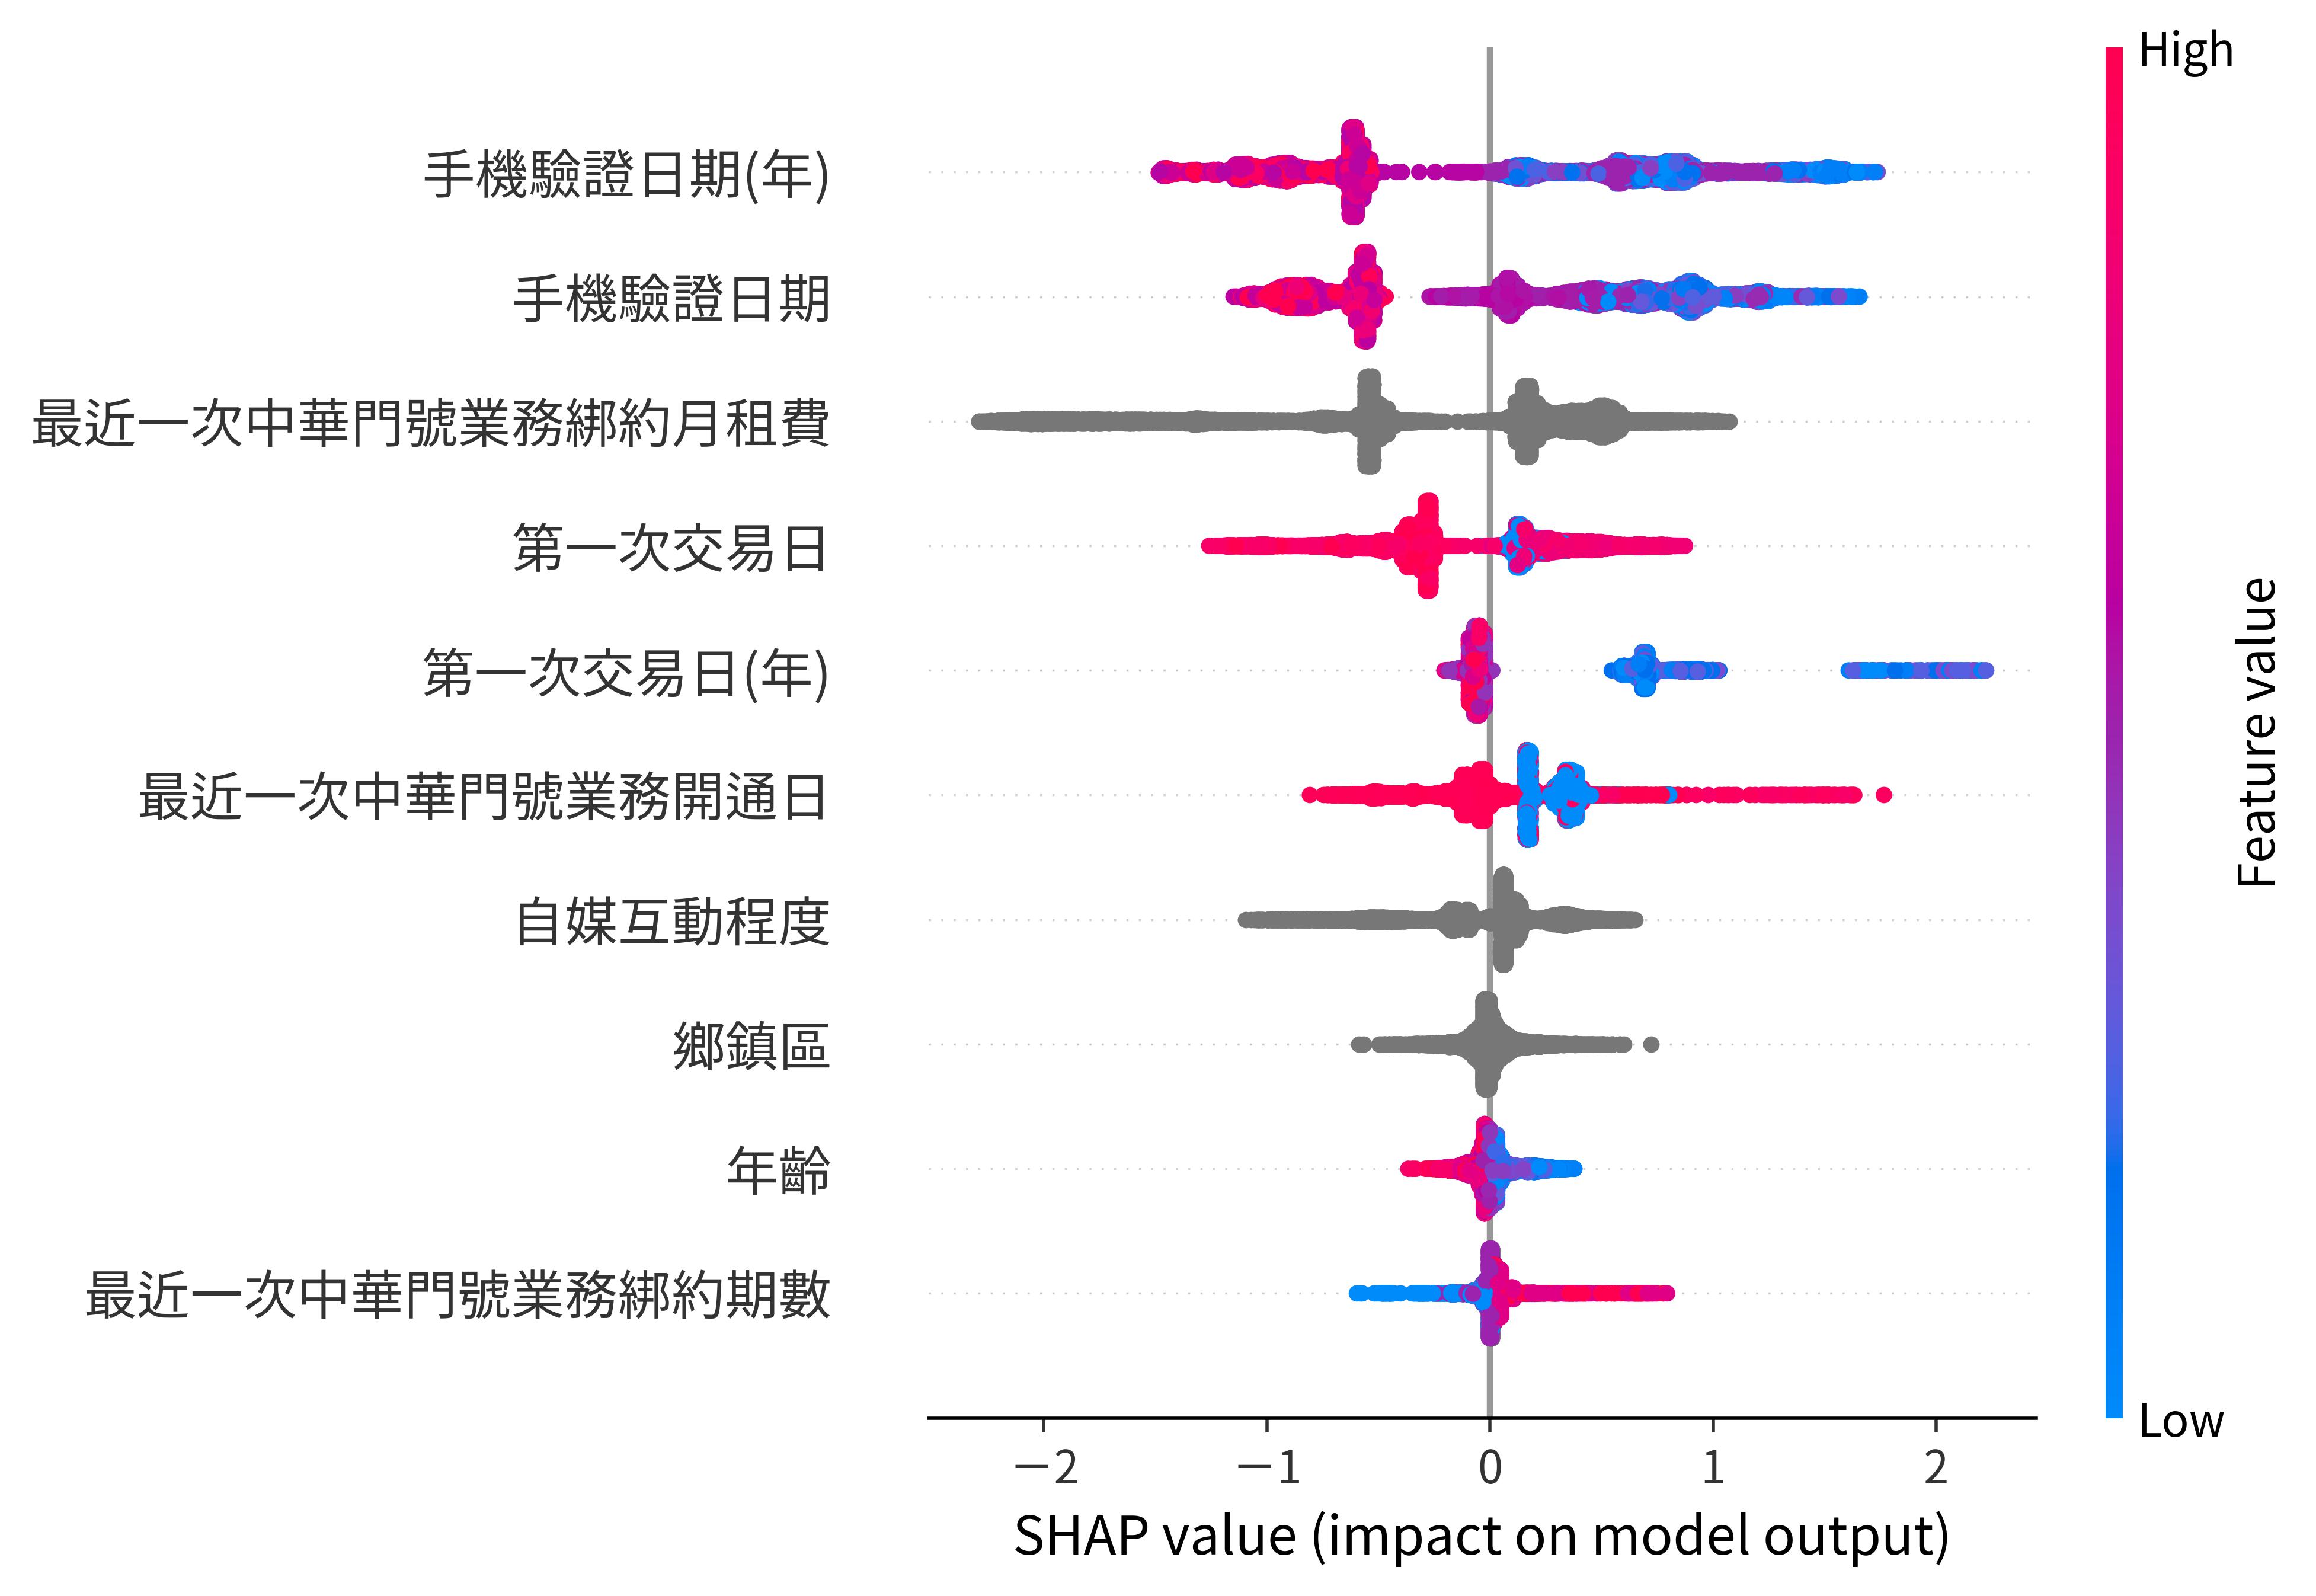 High
手機驗證日期(年)
手機驗證日期
最近一次中華門號業務綁約月租費
第一次交易日
第一次交易日(年)
最近一次中華門號業務開通日
自媒互動程度
鄉鎮區
年齡
最近一次中華門號業務綁約期數
Feature value
Low
−2 −1 0 1 2
SHAP value (impact on model output)